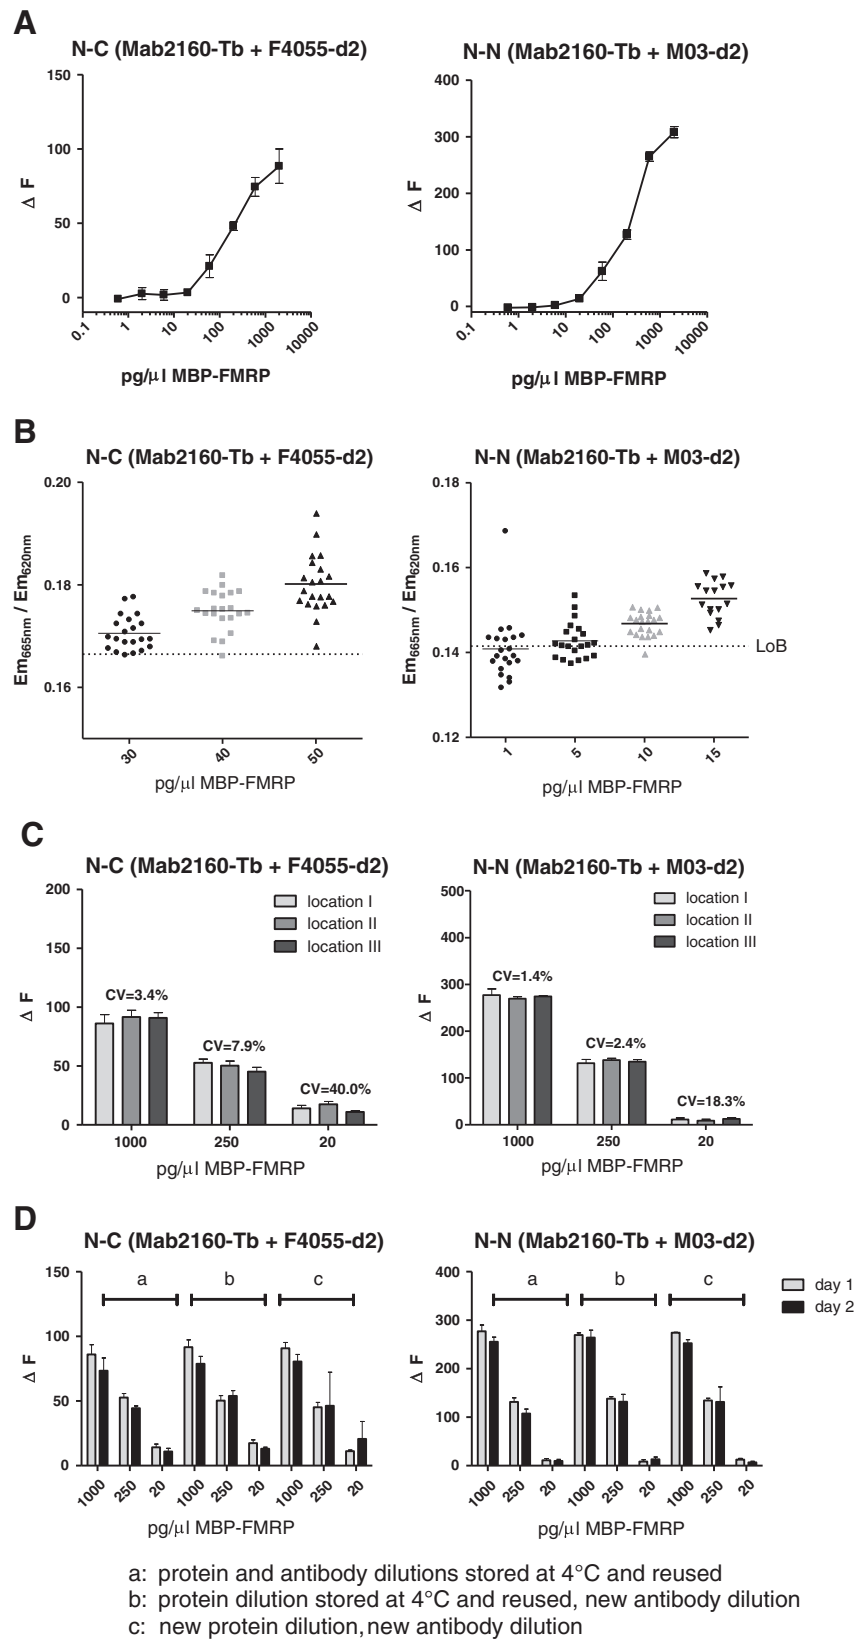 A
N-C (Mab2160-Tb + F4055-d2)
N-N (Mab2160-Tb + M03-d2)
150
100
50
0
Δ F
0.1
1
10
100
1000
10000
pg/μl MBP-FMRP
400
300
200
100
0
Δ F
0.1
1
10
100
1000
10000
pg/μl MBP-FMRP
B
N-C (Mab2160-Tb + F4055-d2)
N-N (Mab2160-Tb + M03-d2)
0.20
0.18
0.16
Em665nm / Em620nm
30
40
50
pg/μl MBP-FMRP
0.18
0.16
0.14
0.12
Em665nm / Em620nm
LoB
1
5
10
15
pg/μl MBP-FMRP
C
N-C (Mab2160-Tb + F4055-d2)
N-N (Mab2160-Tb + M03-d2)
200
150
100
50
0
Δ F
location I
location II
location III
CV=3.4%
CV=7.9%
CV=40.0%
1000
250
20
pg/μl MBP-FMRP
500
400
300
200
100
0
Δ F
location I
location II
location III
CV=1.4%
CV=2.4%
CV=18.3%
1000
250
20
pg/μl MBP-FMRP
D
N-C (Mab2160-Tb + F4055-d2)
N-N (Mab2160-Tb + M03-d2)
150
100
50
0
Δ F
a
b
c
1000
250
20
1000
250
20
1000
250
20
pg/μl MBP-FMRP
400
300
200
100
0
Δ F
a
b
c
1000
250
20
1000
250
20
1000
250
20
pg/μl MBP-FMRP
day 1
day 2
a: protein and antibody dilutions stored at 4°C and reused
b: protein dilution stored at 4°C and reused, new antibody dilution
c: new protein dilution,new antibody dilution